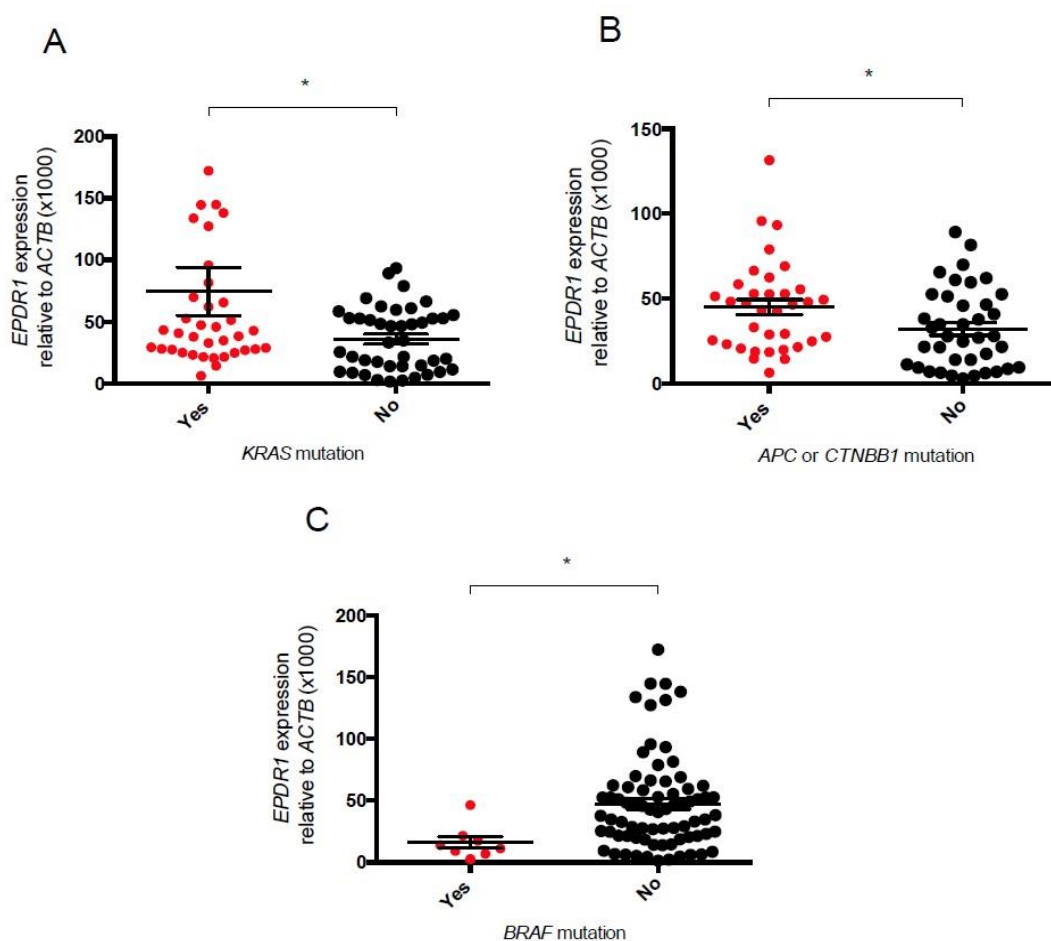 A
*
EPDR1 expression
relative to ACTB (x1000)
200
150
100
50
0
Yes
No
KRAS mutation
B
*
EPDR1 expression
relative to ACTB (x1000)
150
100
50
0
Yes
No
APC or CTNBB1 mutation
C
*
EPDR1 expression
relative to ACTB (x1000)
200
150
100
50
0
Yes
No
BRAF mutation